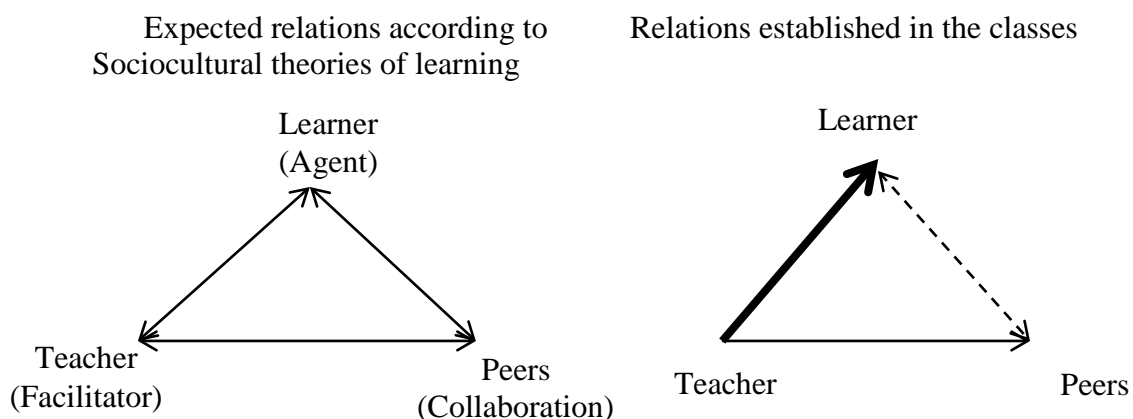 Expected relations according to
Sociocultural theories of learning
Learner
(Agent)
Teacher
(Facilitator)
Peers
(Collaboration)
Relations established in the classes
Learner
Teacher
Peers